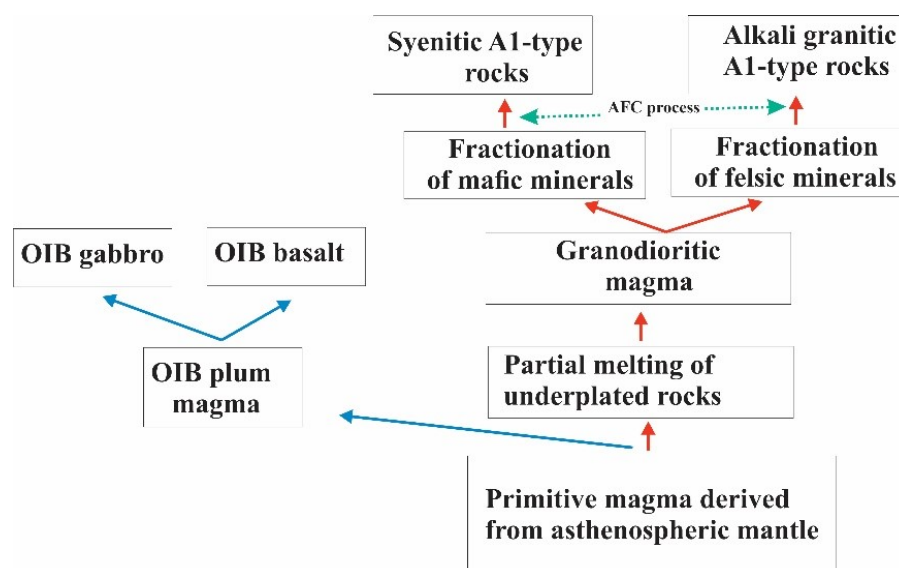 Syenitic A1-type
rocks
Alkali granitic
A1-type rocks
AFC process
Fractionation
of mafic minerals
Fractionation
of felsic minerals
OIB gabbro
OIB basalt
Granodioritic
magma
OIB plum
magma
Partial melting of
underplated rocks
Primitive magma derived
from asthenospheric mantle